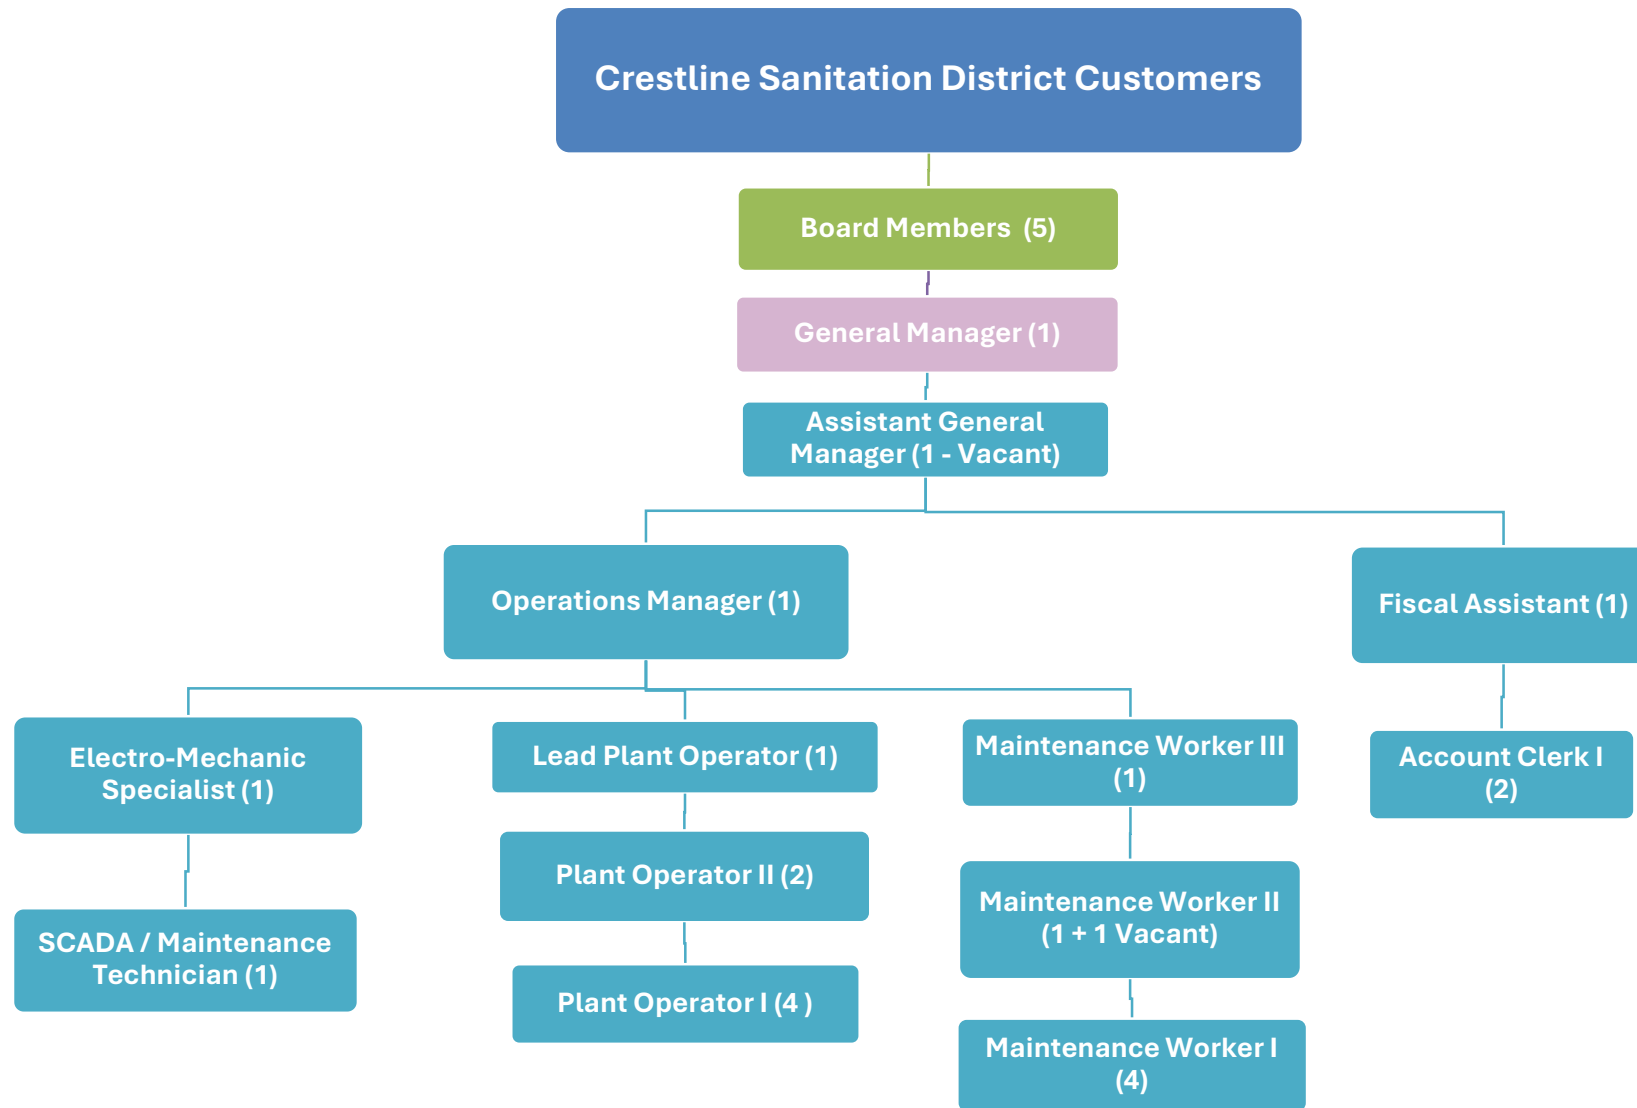 Crestline Sanitation District Customers
Board Members (5)
General Manager (1)
Assistant General
Manager (1 - Vacant)
Operations Manager (1)
Fiscal Assistant (1)
Electro-Mechanic
Specialist (1)
Lead Plant Operator (1)
Maintenance Worker III
(1)
Account Clerk I
(2)
Plant Operator II (2)
Maintenance Worker II
(1 + 1 Vacant)
SCADA / Maintenance
Technician (1)
Plant Operator I (4 )
Maintenance Worker I
(4)